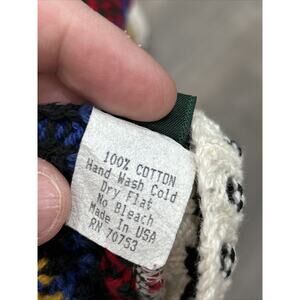 100% COTTON
Hand Wash Cold
Dry Flat
No Bleach
Made In USA
RN 70753